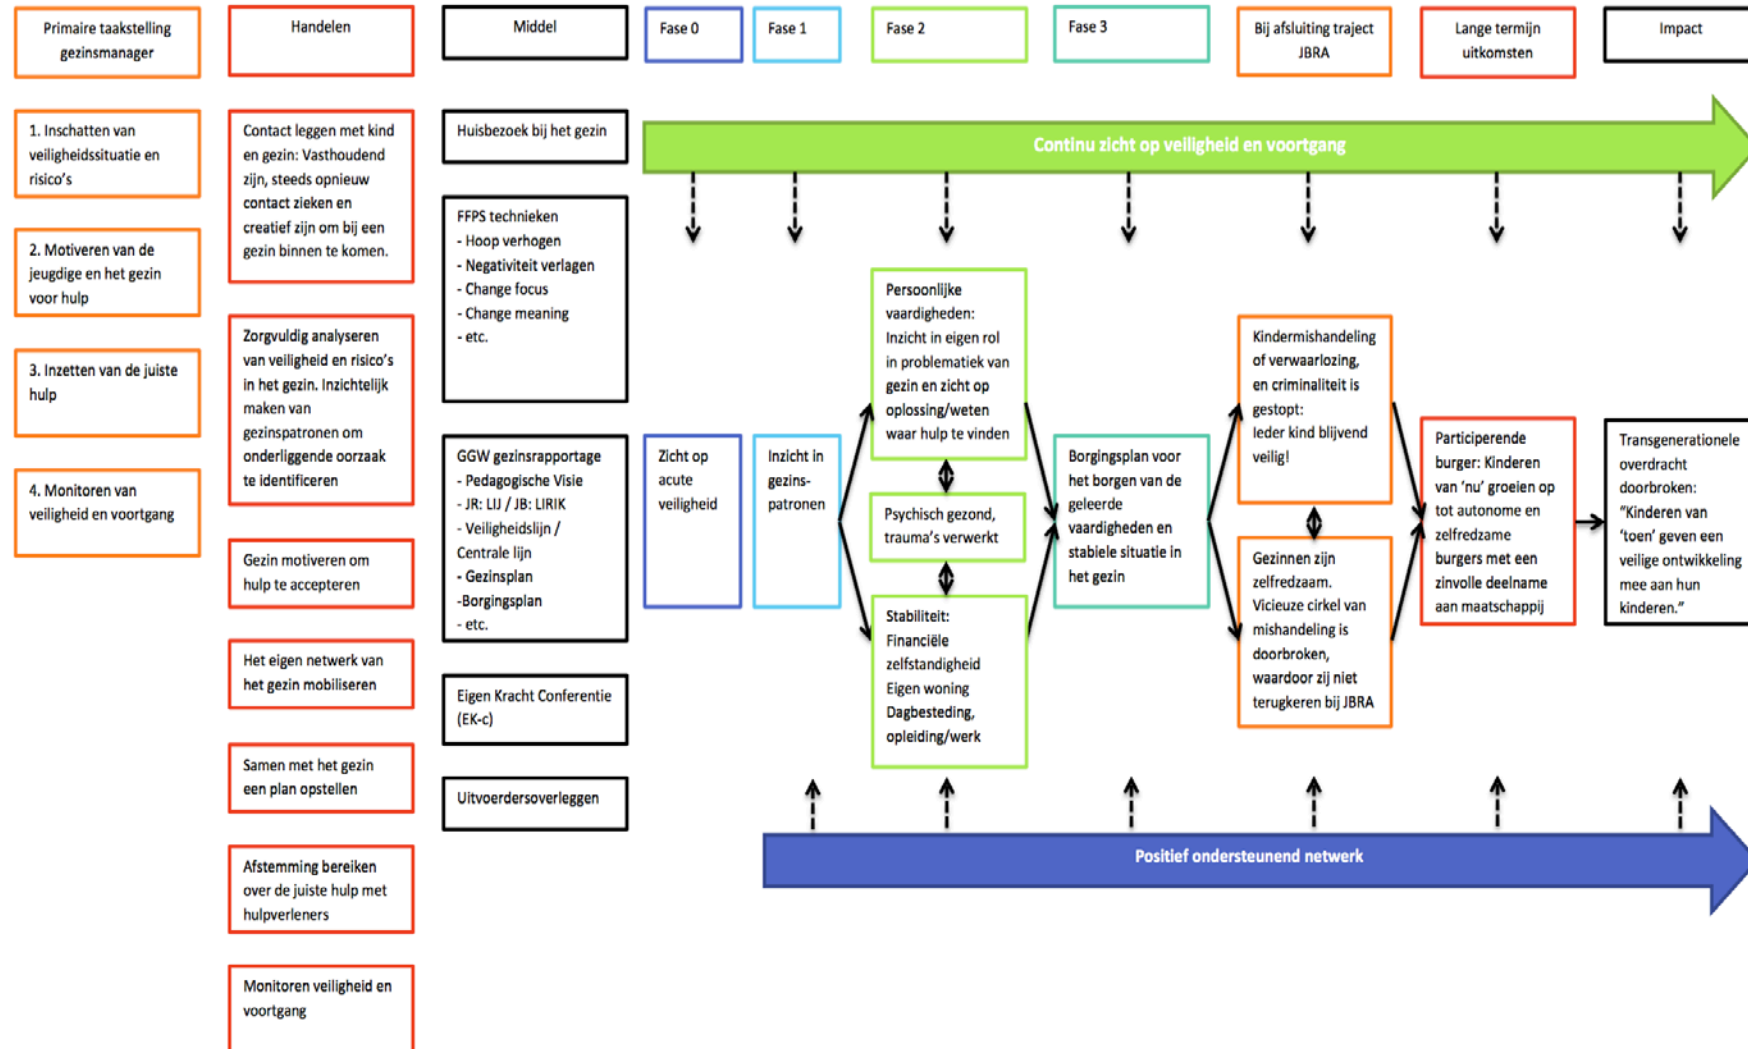 Primaire taakstelling
gezinsmanager
Handelen
Middel
Fase 0
Fase 1
Fase 2
Fase 3
Bij afsluiting traject
JBRA
Lange termijn
uitkomsten
Impact
1. Inschatten van
veiligheidssituatie en
risico's
2. Motiveren van de
jeugdige en het gezin
voor hulp
3. Inzetten van de juiste
hulp
4. Monitoren van
veiligheid en voortgang
Contact leggen met kind
en gezin: Vasthoudend
zijn, steeds opnieuw
contact zieken en
creatief zijn om bij een
gezin binnen te komen.
Zorgvuldig analyseren
van veiligheid en risico's
in het gezin. Inzichtelijk
maken van
gezinspatronen om
onderliggende oorzaak
te identificeren
Gezin motiveren om
hulp te accepteren
Het eigen netwerk van
het gezin mobiliseren
Samen met het gezin
een plan opstellen
Afstemming bereiken
over de juiste hulp met
hulpverleners
Monitoren veiligheid en
voortgang
Huisbezoek bij het gezin
FFPS technieken
- Hoop verhogen
- Negativiteit verlagen
- Change focus
- Change meaning
- etc.
GGW gezinsrapportage
- Pedagogische Visie
- JR: LIJ / JB: LIRIK
- Veiligheidslijn /
Centrale lijn
- Gezinsplan
-Borgingsplan
- etc.
Eigen Kracht Conferentie
(EK-c)
Uitvoerdersoverleggen
Continu zicht op veiligheid en voortgang
Zicht op
acute
veiligheid
Inzicht in
gezins-
patronen
Persoonlijke
vaardigheden:
Inzicht in eigen rol
in problematiek van
gezin en zicht op
oplossing/weten
waar hulp te vinden
Psychisch gezond,
trauma's verwerkt
Stabiliteit:
Financiële
zelfstandigheid
Eigen woning
Dagbesteding,
opleiding/werk
Borgingsplan voor
het borgen van de
geleerde
vaardigheden en
stabiele situatie in
het gezin
Kindermishandeling
of verwaarlozing,
en criminaliteit is
gestopt:
Ieder kind blijvend
veilig!
Gezinnen zijn
zelfredzaam.
Vicieuze cirkel van
mishandeling is
doorbroken,
waardoor zij niet
terugkeren bij JBRA
Participerende
burger: Kinderen
van 'nu' groeien op
tot autonome en
zelfredzame
burgers met een
zinvolle deelname
aan maatschappij
Transgenerationele
overdracht
doorbroken:
"Kinderen van
'toen' geven een
veilige ontwikkeling
mee aan hun
kinderen."
Positief ondersteunend netwerk